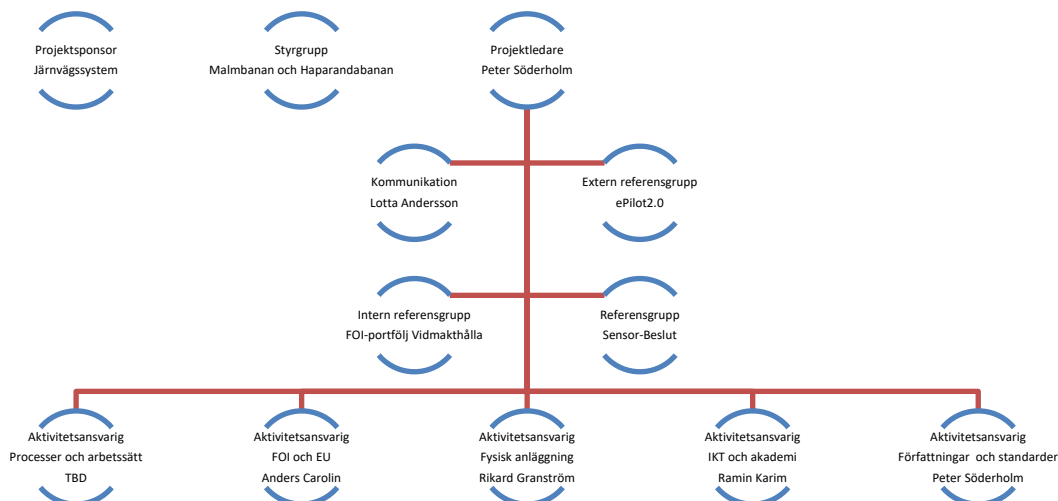 Projektsponsor
Järnvägssystem
Styrgrupp
Malmbanan och Haparandabanan
Projektledare
Peter Söderholm
Kommunikation
Lotta Andersson
Extern referensgrupp
ePilot2.0
Intern referensgrupp
FOI-portfölj Vidmakthålla
Referensgrupp
Sensor-Beslut
Aktivitetsansvarig
Processer och arbetssätt
TBD
Aktivitetsansvarig
FOI och EU
Anders Carolin
Aktivitetsansvarig
Fysisk anläggning
Rikard Granström
Aktivitetsansvarig
IKT och akademi
Ramin Karim
Aktivitetsansvarig
Författningar och standarder
Peter Söderholm